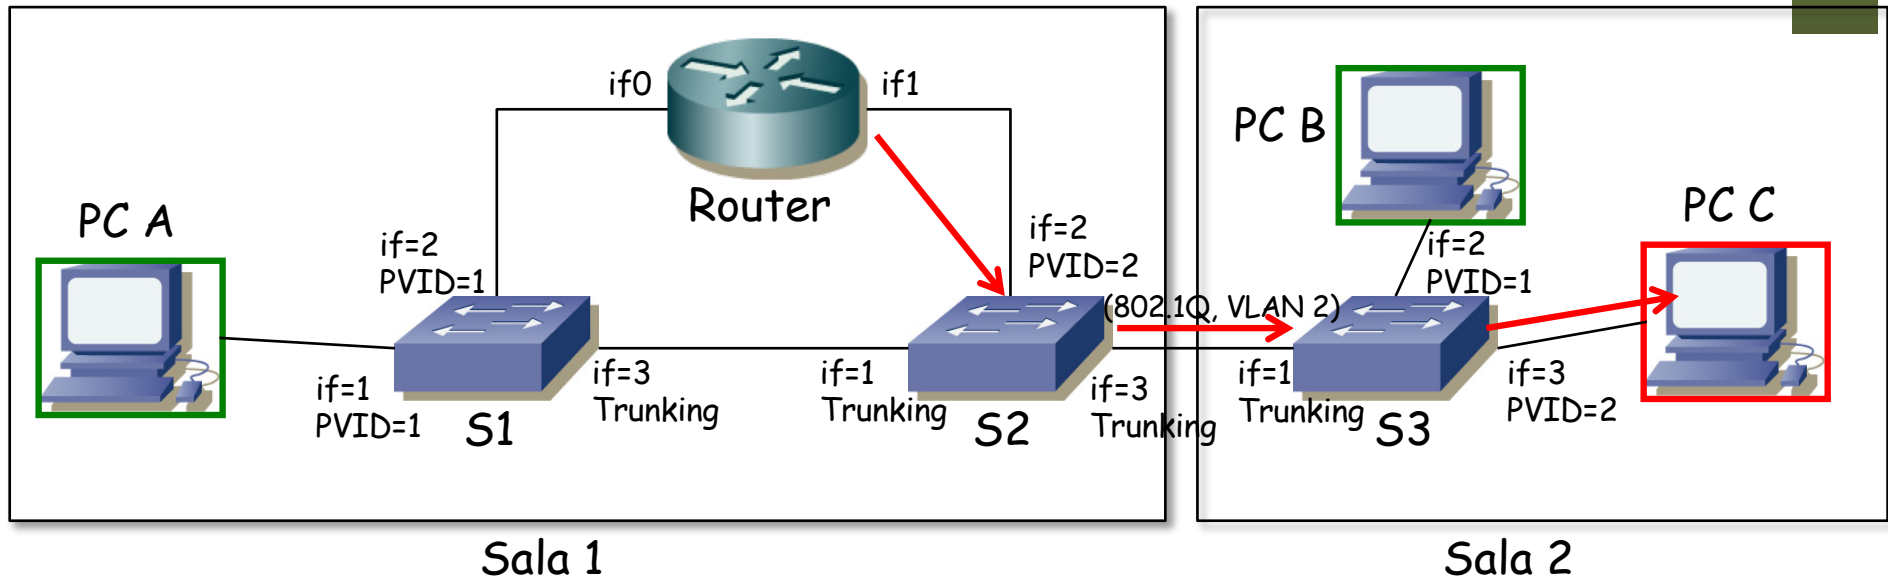 if0
if1
Router
PC A
PC B
PC C
if=2
PVID=1
if=2
PVID=2
if=2
PVID=1
(802.1Q, VLAN 2)
if=1
PVID=1
S1
if=3
Trunking
if=1
Trunking
S2
if=3
Trunking
if=1
Trunking
S3
if=3
PVID=2
Sala 1
Sala 2